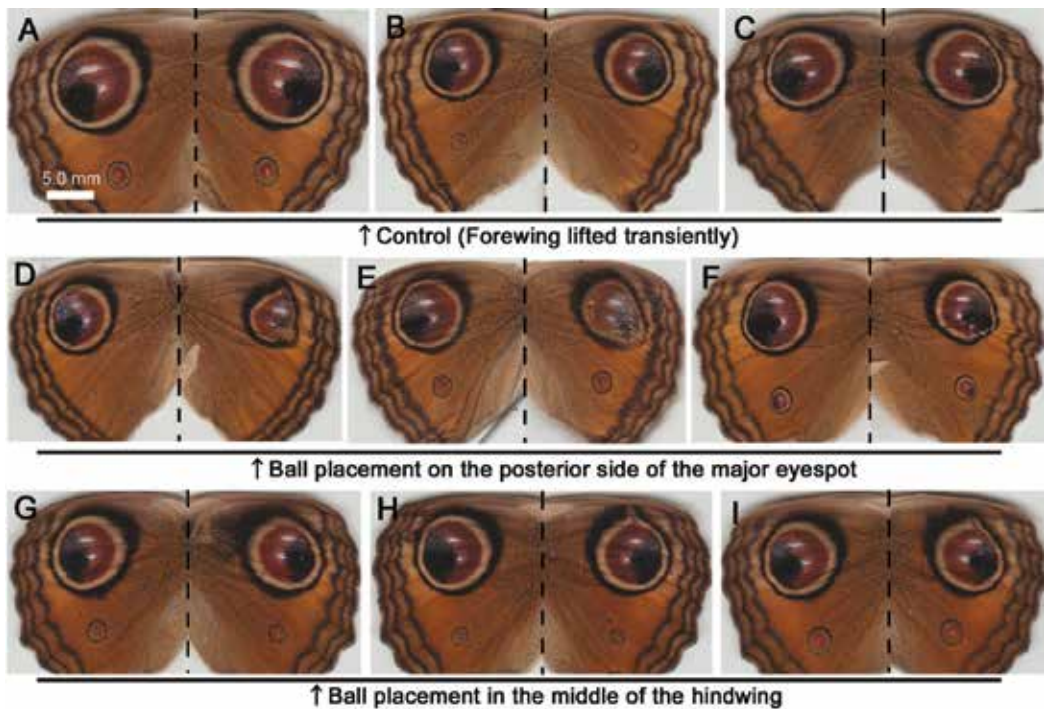 A B C
5.0 mm
↑ Control (Forewing lifted transiently)
D E F
↑ Ball placement on the posterior side of the major eyespot
G H I
↑ Ball placement in the middle of the hindwing